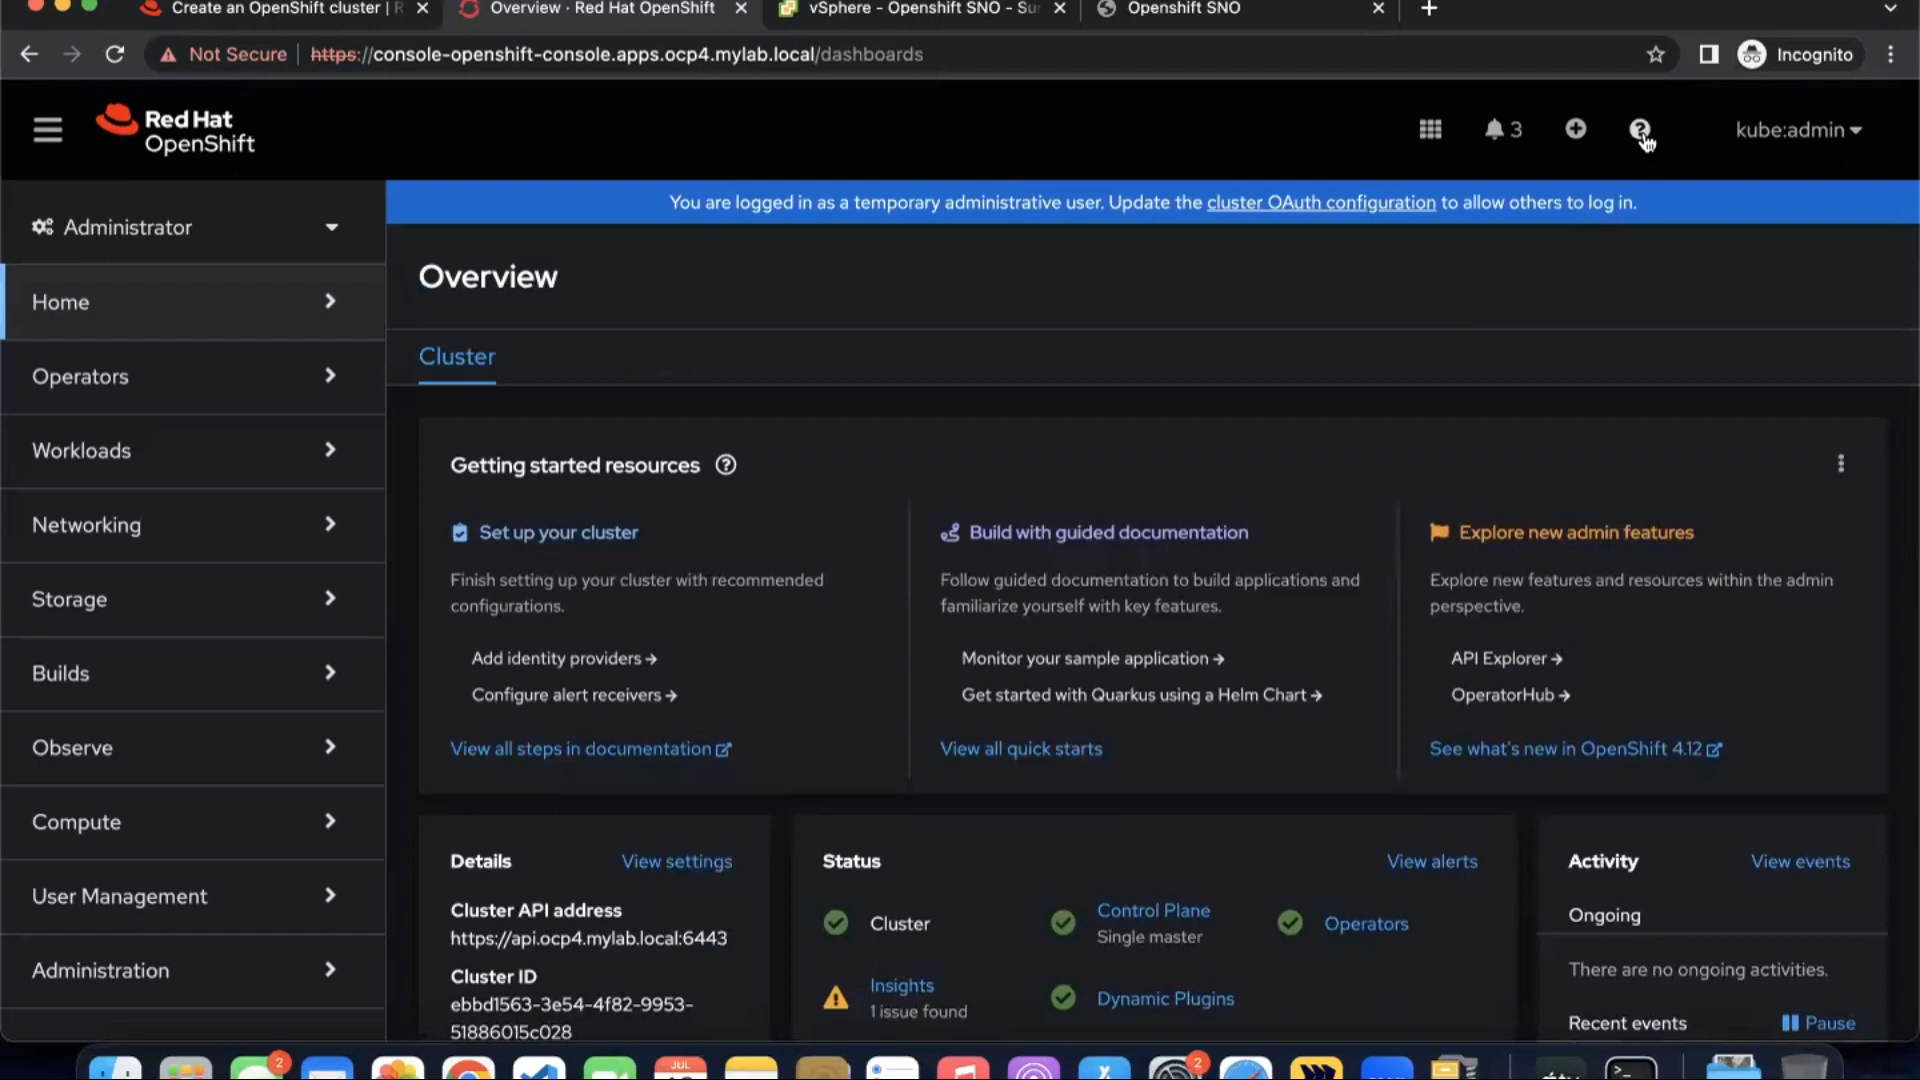 Create an OpenShift cluster |
Overview · Red Hat OpenShift
vSphere - Openshift SNO - Su
Openshift SNO
Not Secure
https://console-openshift-console.apps.ocp4.mylab.local/dashboards
Incognito
Red Hat
OpenShift
3
kube:admin
You are logged in as a temporary administrative user. Update the cluster OAuth configuration to allow others to log in.
Administrator
Home
Operators
Workloads
Networking
Storage
Builds
Observe
Compute
User Management
Administration
Overview
Cluster
Getting started resources
Set up your cluster
Finish setting up your cluster with recommended
configurations.
Add identity providers
Configure alert receivers
View all steps in documentation
Build with guided documentation
Follow guided documentation to build applications and
familiarize yourself with key features.
Monitor your sample application
Get started with Quarkus using a Helm Chart
View all quick starts
Explore new admin features
Explore new features and resources within the admin
perspective.
API Explorer
OperatorHub
See what's new in OpenShift 4.12
Details
View settings
Cluster API address
https://api.ocp4.mylab.local:6443
Cluster ID
ebbd1563-3e54-4f82-9953-
51886015c028
Status
View alerts
Cluster
Control Plane
Single master
Operators
Insights
1 issue found
Dynamic Plugins
Activity
View events
Ongoing
There are no ongoing activities.
Recent events
Pause
2
JUL
2